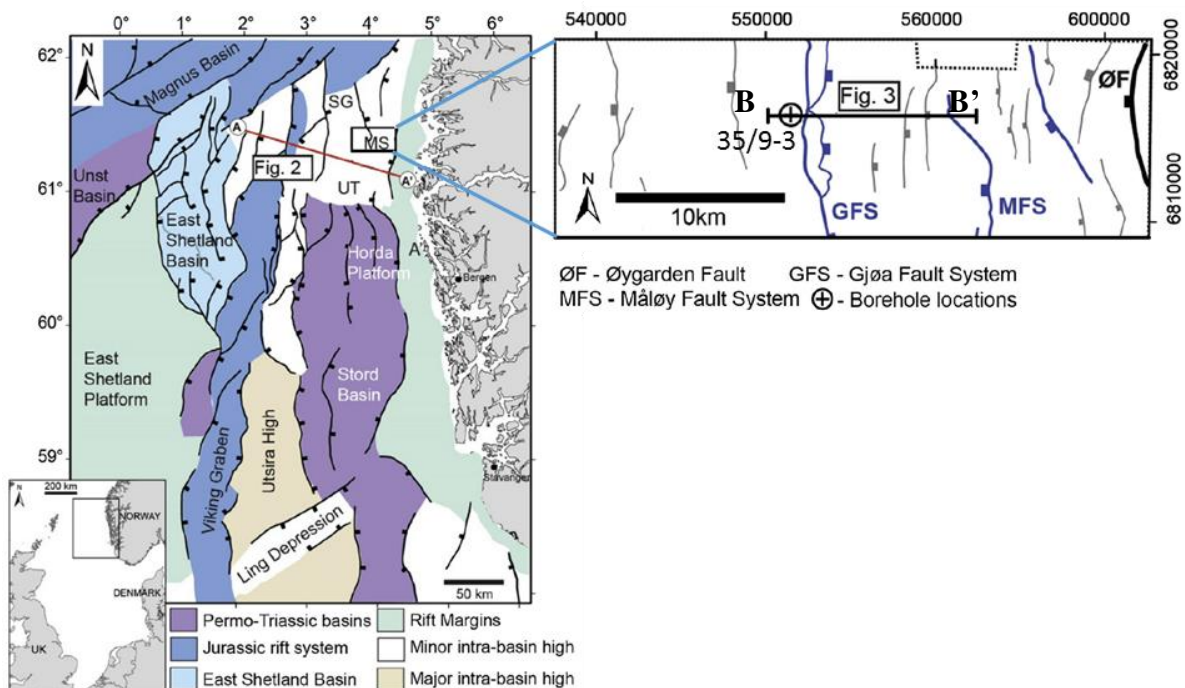 0° 1° 2° 3° 4° 5° 6°
62°
61°
60°
59°
N
Magnus Basin
SG
A
MS
Fig. 2
A'
UT
Unst
Basin
East
Shetland
Basin
Horda
Platform
A'
Bergen
East
Shetland
Platform
Stord
Basin
Viking Graben
Utsira High
Stavanger
Ling Depression
50 km
N
200 km
NORWAY
DENMARK
UK
Permo-Triassic basins
Rift Margins
Jurassic rift system
Minor intra-basin high
East Shetland Basin
Major intra-basin high
540000 550000 560000 600000
6820000
6810000
B
Fig. 3
B’
ØF
35/9-3
N
10km
GFS
MFS
ØF - Øygarden Fault GFS - Gjøa Fault System
MFS - Måløy Fault System - Borehole locations